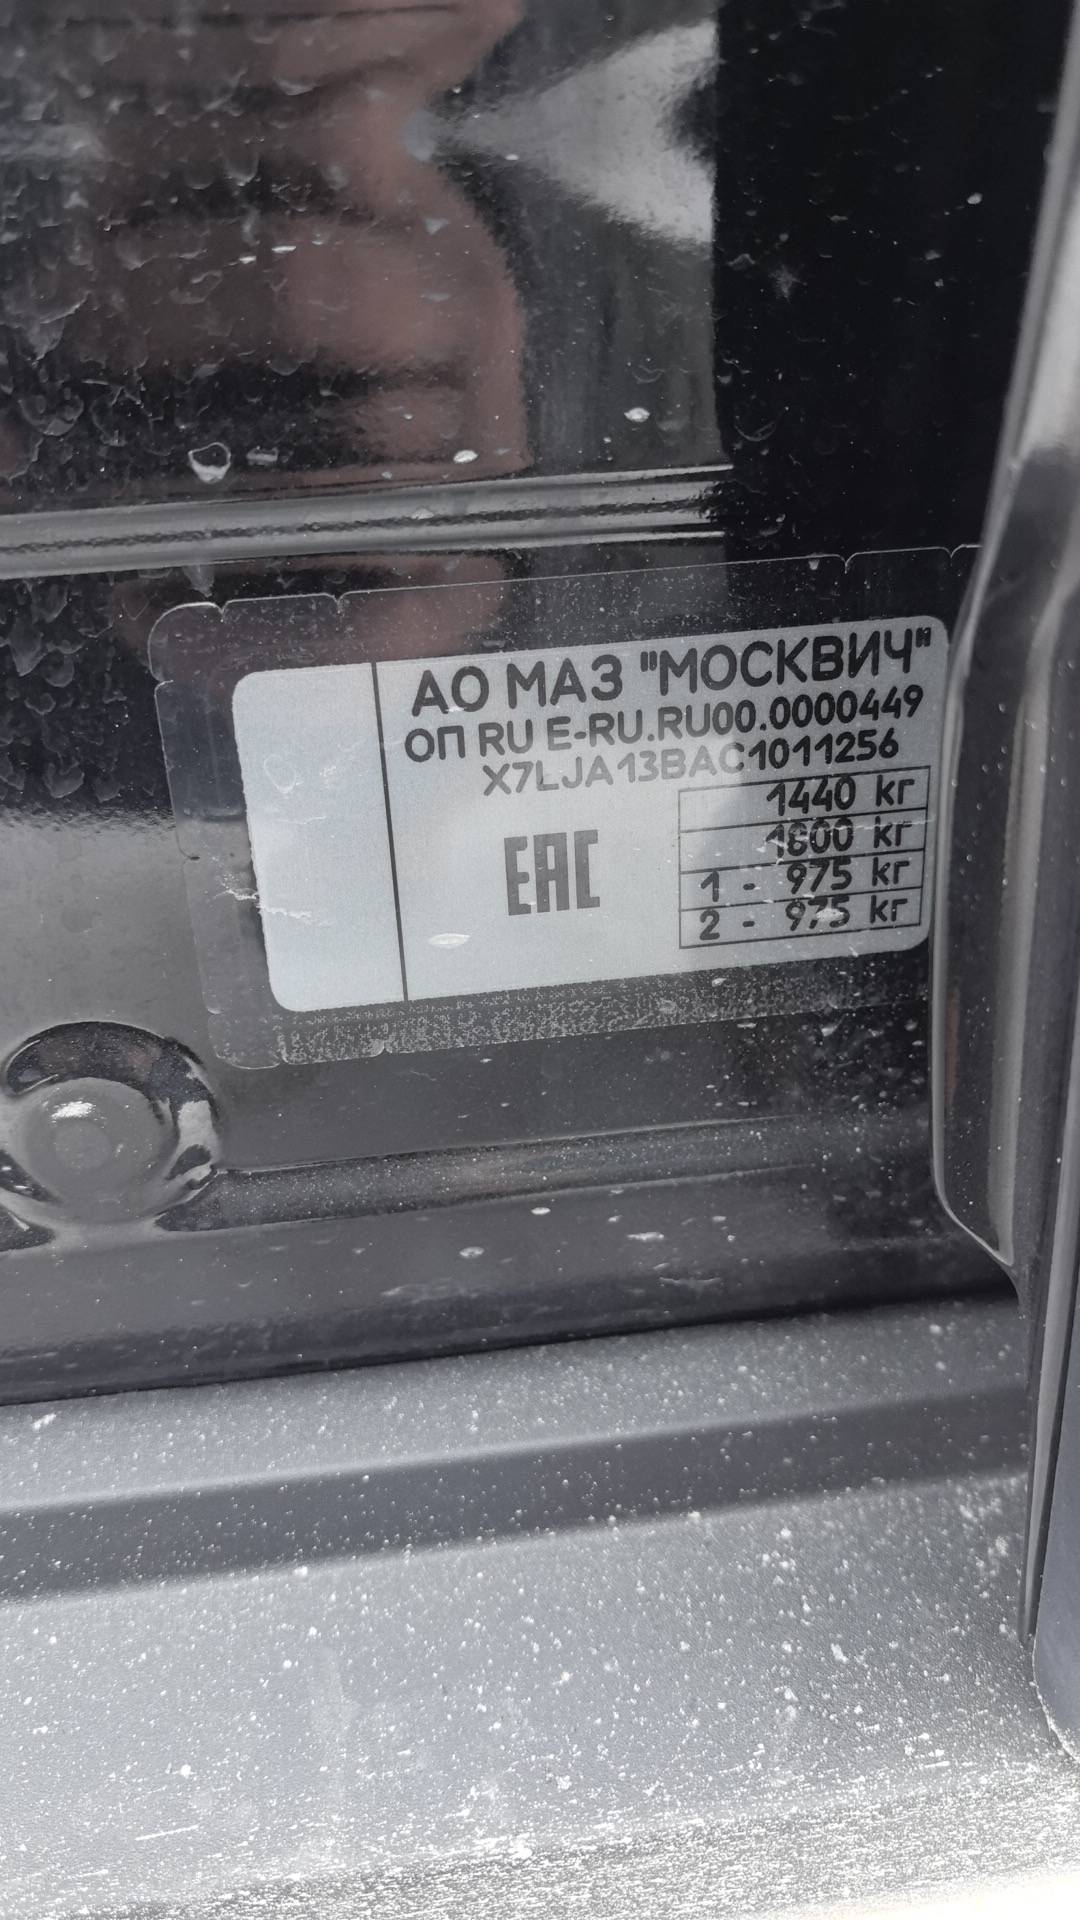 АО МАЗ "МОСКВИЧ"
ОП RU E-RU.RU00.0000449
X7LJA13BAC1011256
1440 кг
1800 кг
1 - 975 кг
2 - 975 кг
EAC